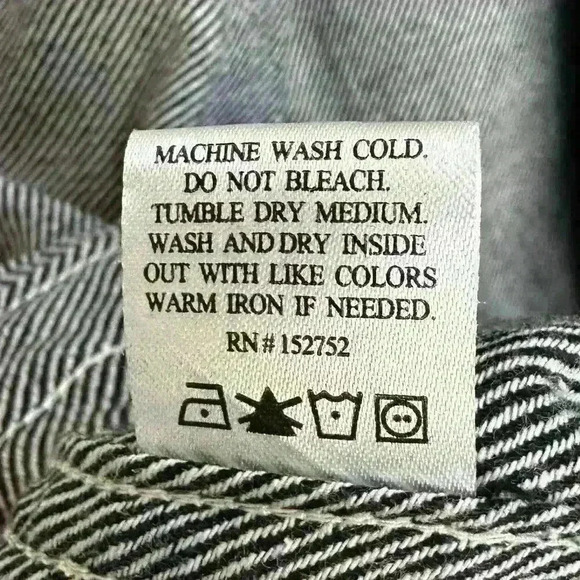 MACHINE WASH COLD.
DO NOT BLEACH.
TUMBLE DRY MEDIUM.
WASH AND DRY INSIDE
OUT WITH LIKE COLORS
WARM IRON IF NEEDED.
RN# 152752